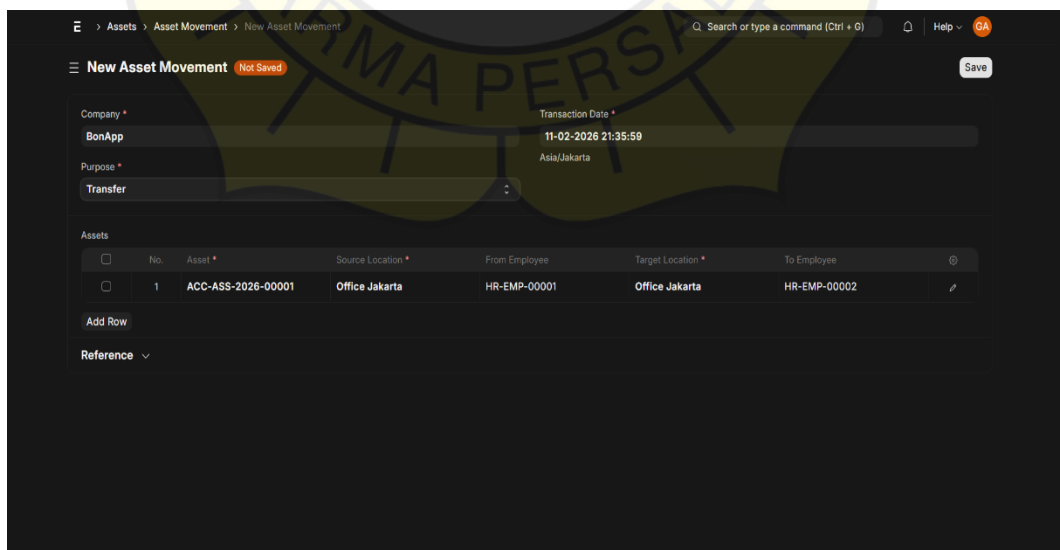 E > Assets > Asset Movement > New Asset Movement
Search or type a command (Ctrl + G)
Help
GA
New Asset Movement Not Saved
Save
Company *
BonApp
Transaction Date *
11-02-2026 21:35:59
Asia/Jakarta
Purpose *
Transfer
Assets
No. Asset * Source Location * From Employee Target Location * To Employee
1 ACC-ASS-2026-00001 Office Jakarta HR-EMP-00001 Office Jakarta HR-EMP-00002
Add Row
Reference